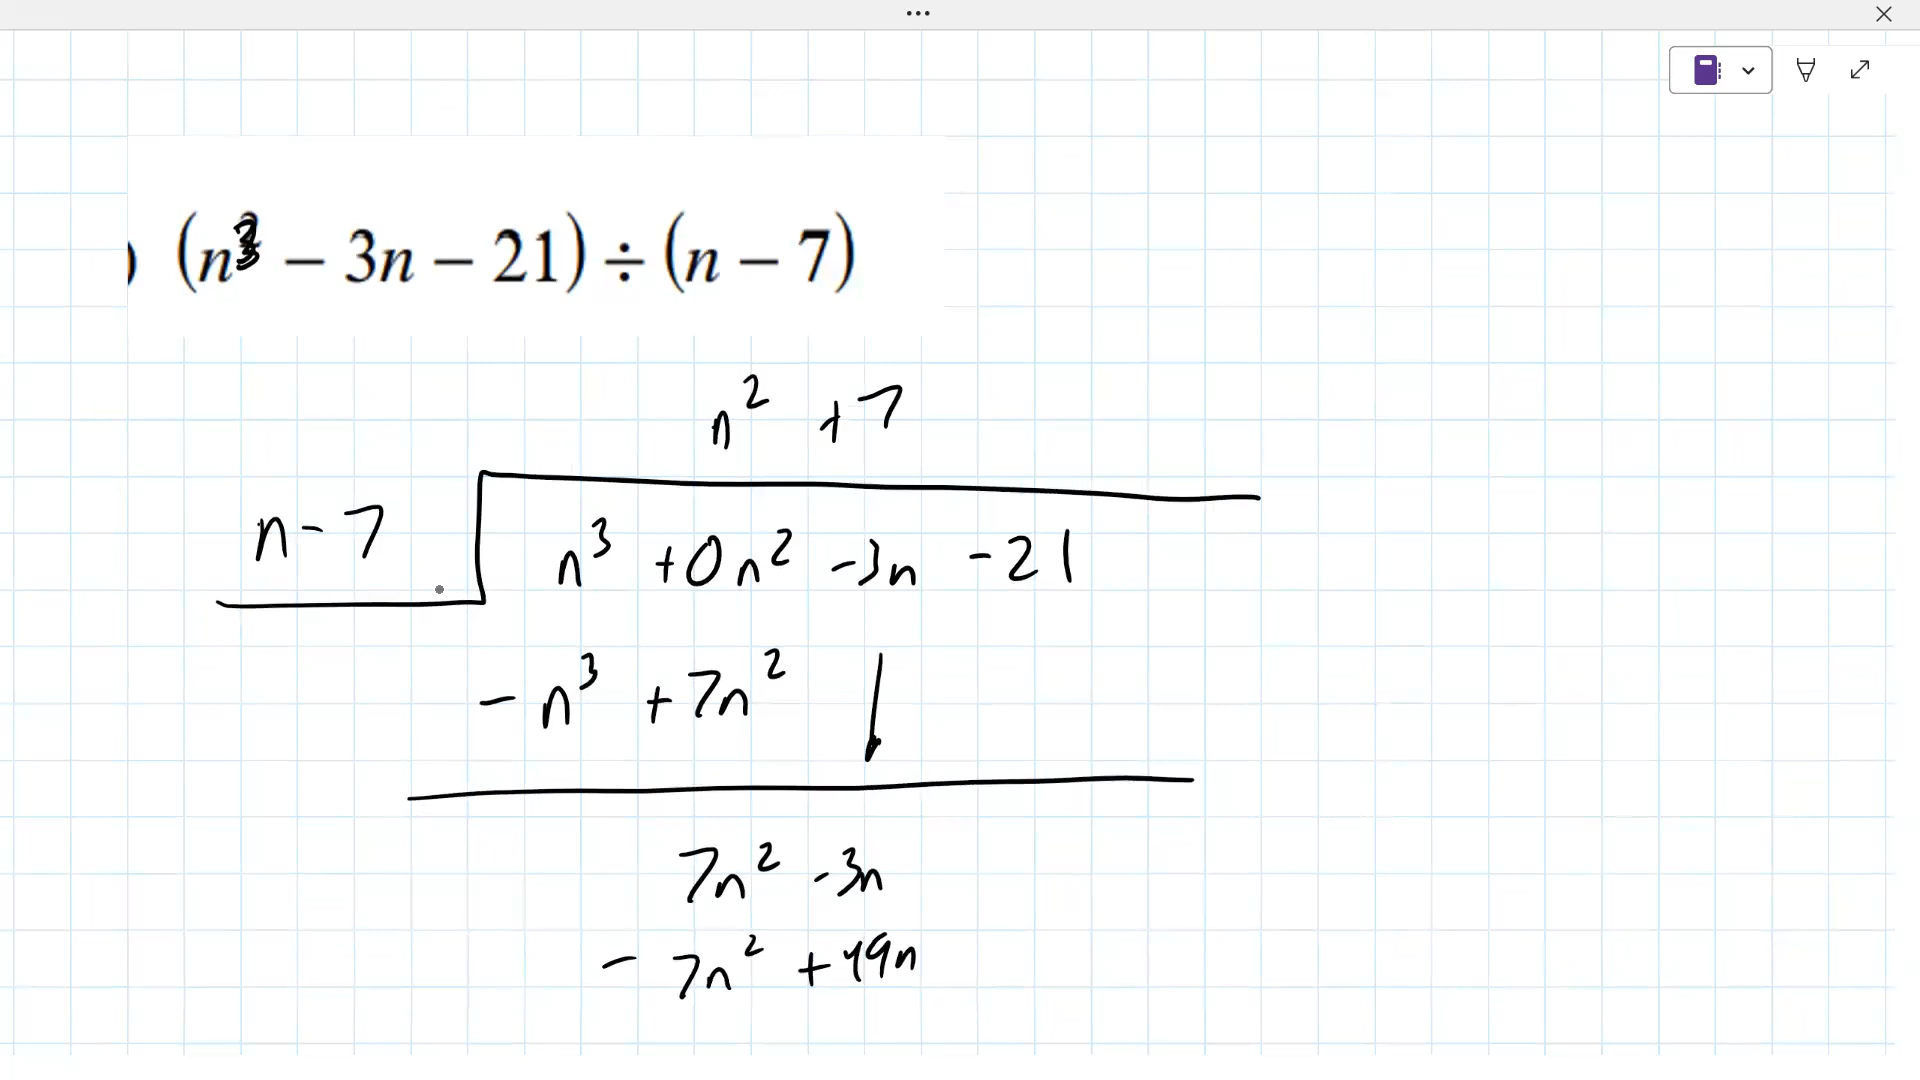 ) (n³ − 3n − 21) ÷ (n − 7)
n² +7
n - 7
n³ +0n² -3n -21
- n³ +7n²
7n² -3n
- 7n² +49n